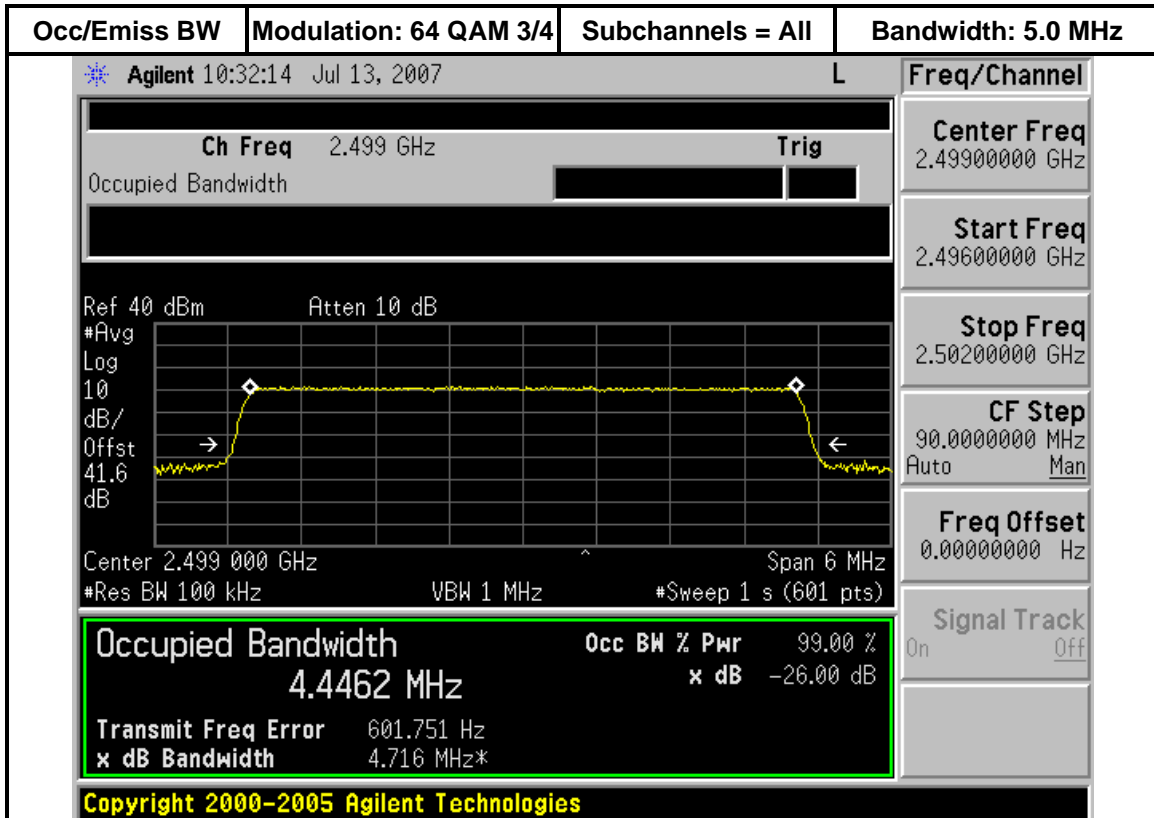 Occ/Emiss BW Modulation: 64 QAM 3/4 Subchannels = All Bandwidth: 5.0 MHz
Agilent 10:32:14 Jul 13, 2007 L Freq/Channel
Ch Freq 2.499 GHz Trig
Occupied Bandwidth
Center Freq
2.49900000 GHz
Start Freq
2.49600000 GHz
Stop Freq
2.50200000 GHz
CF Step
90.0000000 MHz
Auto Man
Freq Offset
0.00000000 Hz
Signal Track
On Off
Ref 40 dBm Atten 10 dB
#Avg
Log
10
dB/
Offst
41.6
dB
Center 2.499 000 GHz ^ Span 6 MHz
#Res BW 100 kHz VBW 1 MHz #Sweep 1 s (601 pts)
Occupied Bandwidth Occ BW % Pwr 99.00 %
4.4462 MHz x dB -26.00 dB
Transmit Freq Error 601.751 Hz
x dB Bandwidth 4.716 MHz*
Copyright 2000-2005 Agilent Technologies